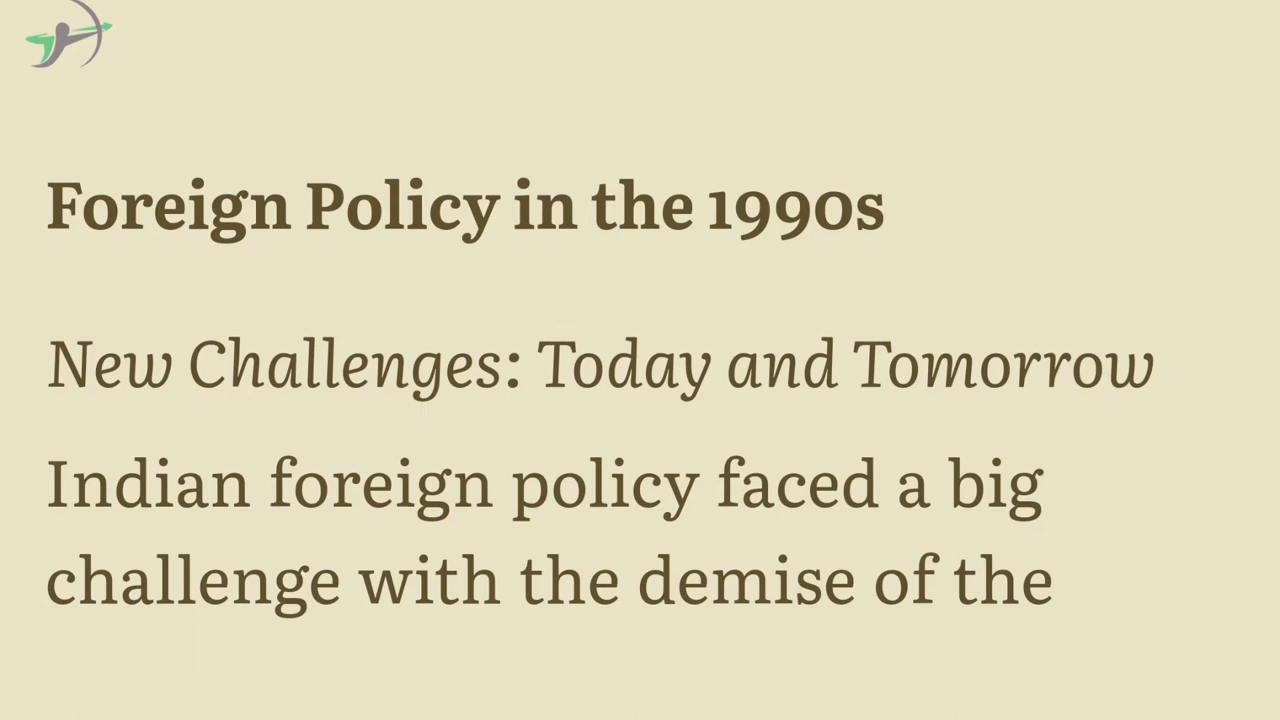 Foreign Policy in the 1990s
New Challenges: Today and Tomorrow
Indian foreign policy faced a big
challenge with the demise of the